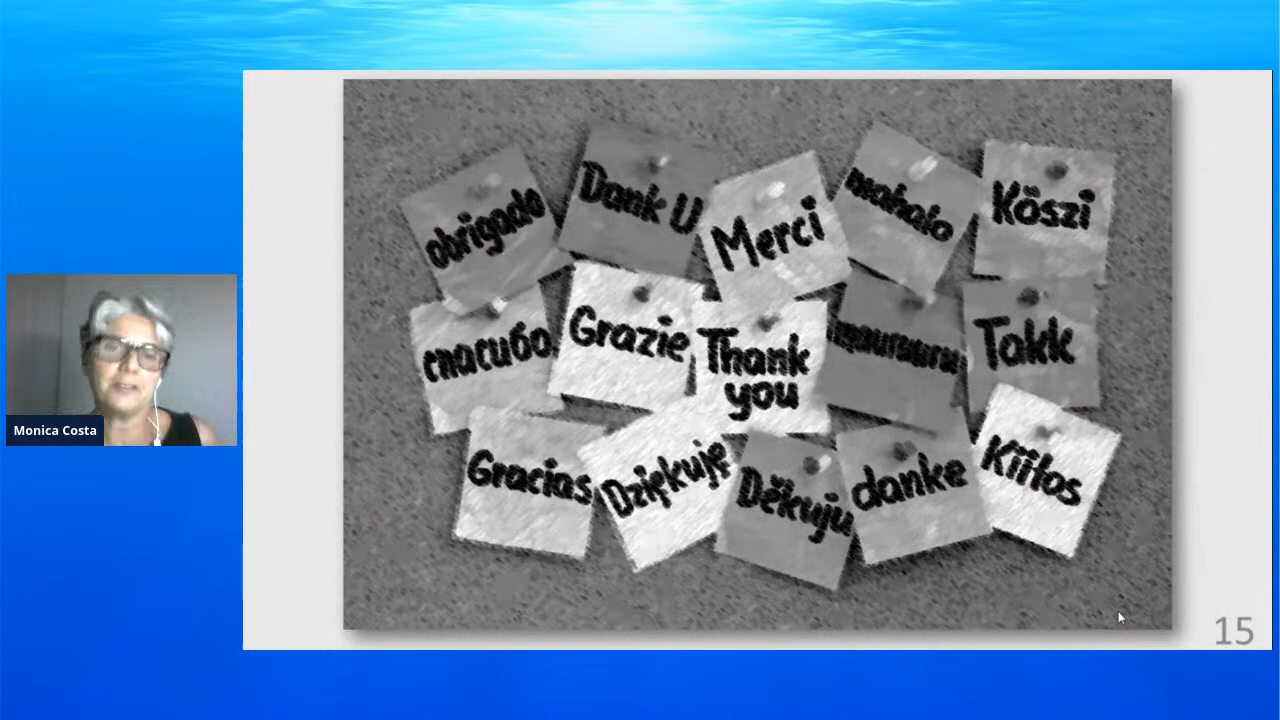 obrigado
Dank U
Merci
mahalo
Köszi
спасибо
Grazie
Thank
you
Takk
Gracias
Dziękuję
Děkuju
danke
Kiitos
Monica Costa
15